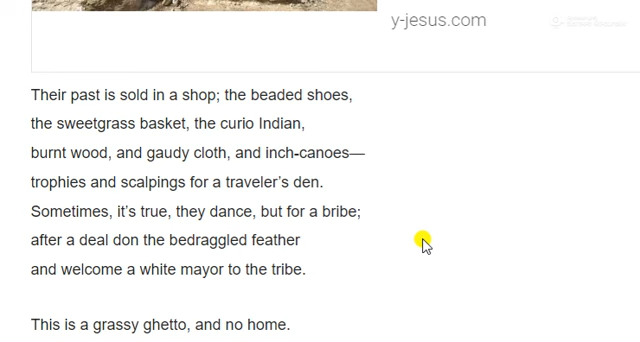 y-jesus.com
Their past is sold in a shop; the beaded shoes,
the sweetgrass basket, the curio Indian,
burnt wood, and gaudy cloth, and inch-canoes—
trophies and scalpings for a traveler’s den.
Sometimes, it’s true, they dance, but for a bribe;
after a deal don the bedraggled feather
and welcome a white mayor to the tribe.
This is a grassy ghetto, and no home.